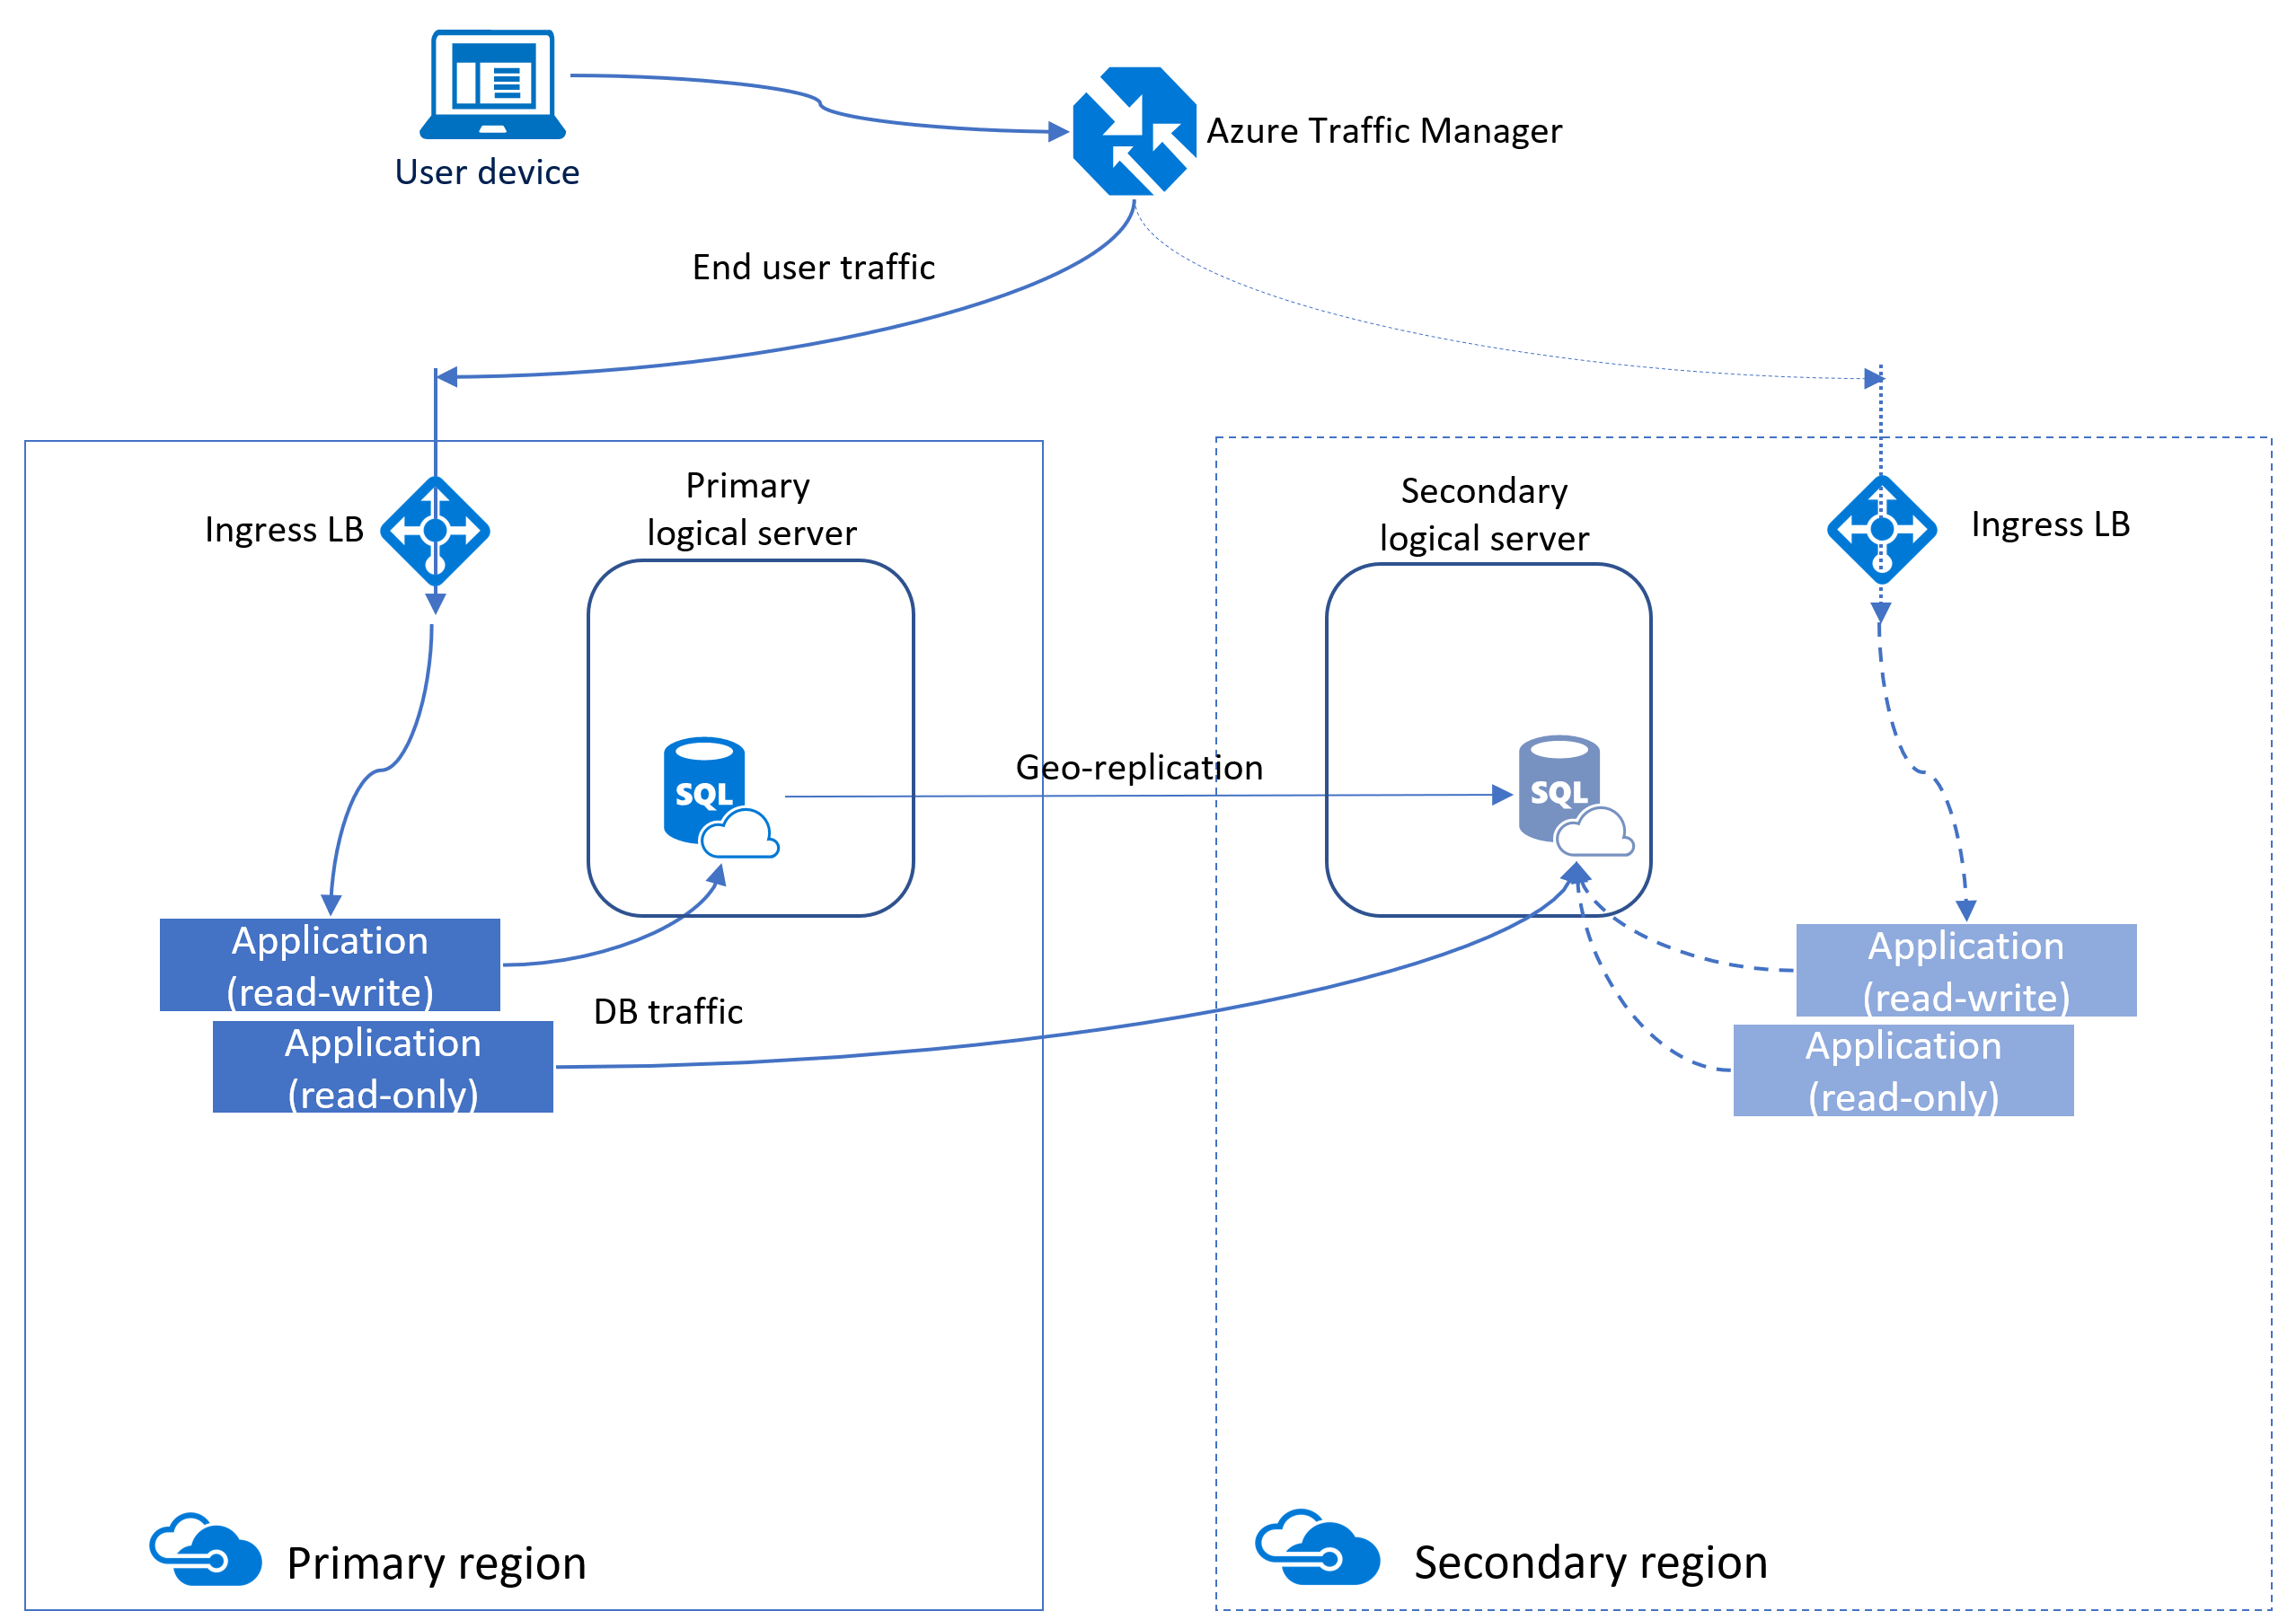 User device
Azure Traffic Manager
End user traffic
Primary
logical server
Ingress LB
Secondary
logical server
Ingress LB
SQL
Geo-replication
SQL
Application
(read-write)
Application
(read-only)
DB traffic
Application
(read-write)
Application
(read-only)
Primary region
Secondary region